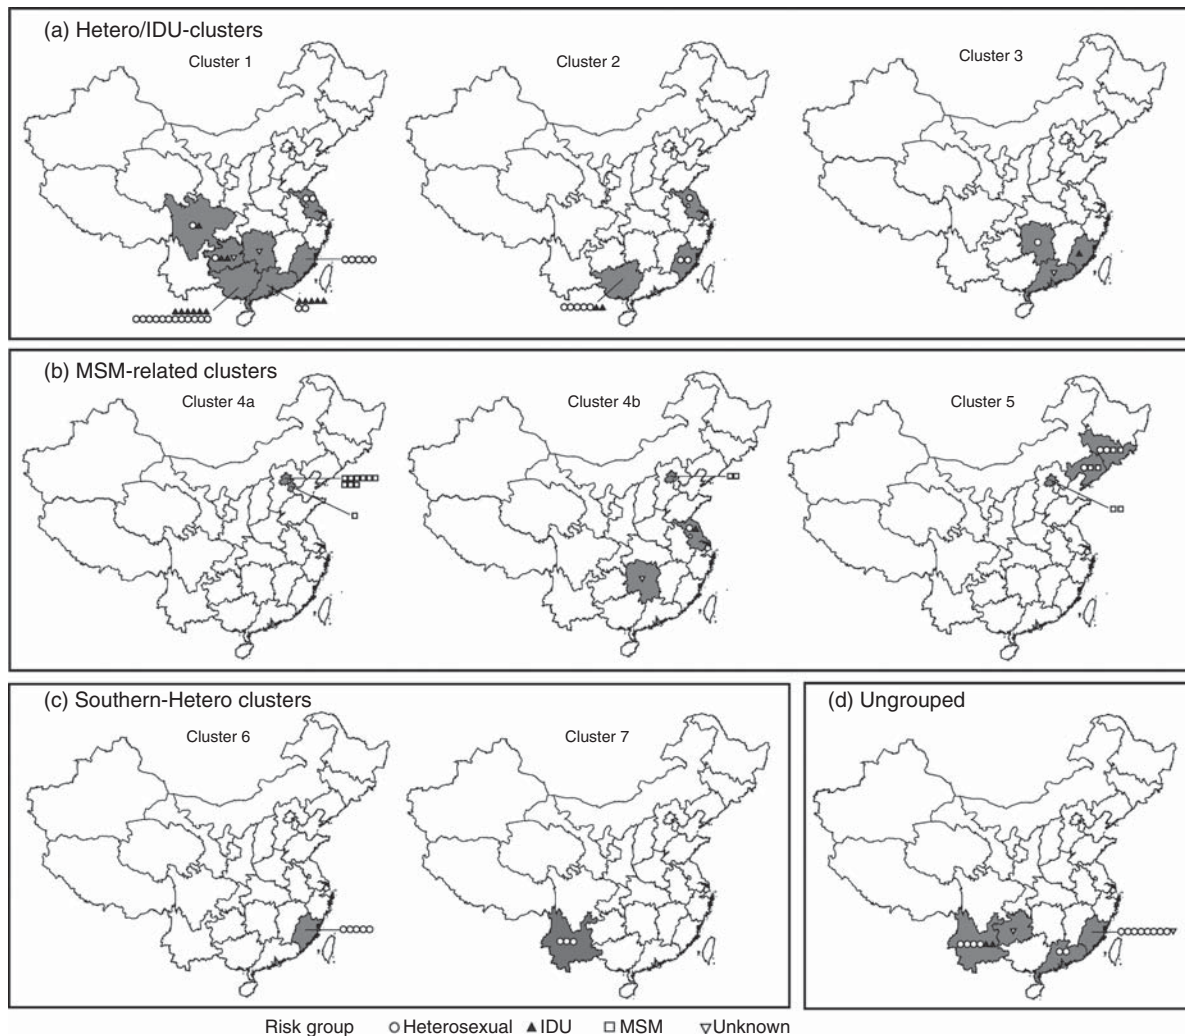 (a) Hetero/IDU-clusters
Cluster 1
Cluster 2
Cluster 3
(b) MSM-related clusters
Cluster 4a
Cluster 4b
Cluster 5
(c) Southern-Hetero clusters
Cluster 6
Cluster 7
(d) Ungrouped
Risk group Heterosexual IDU MSM Unknown